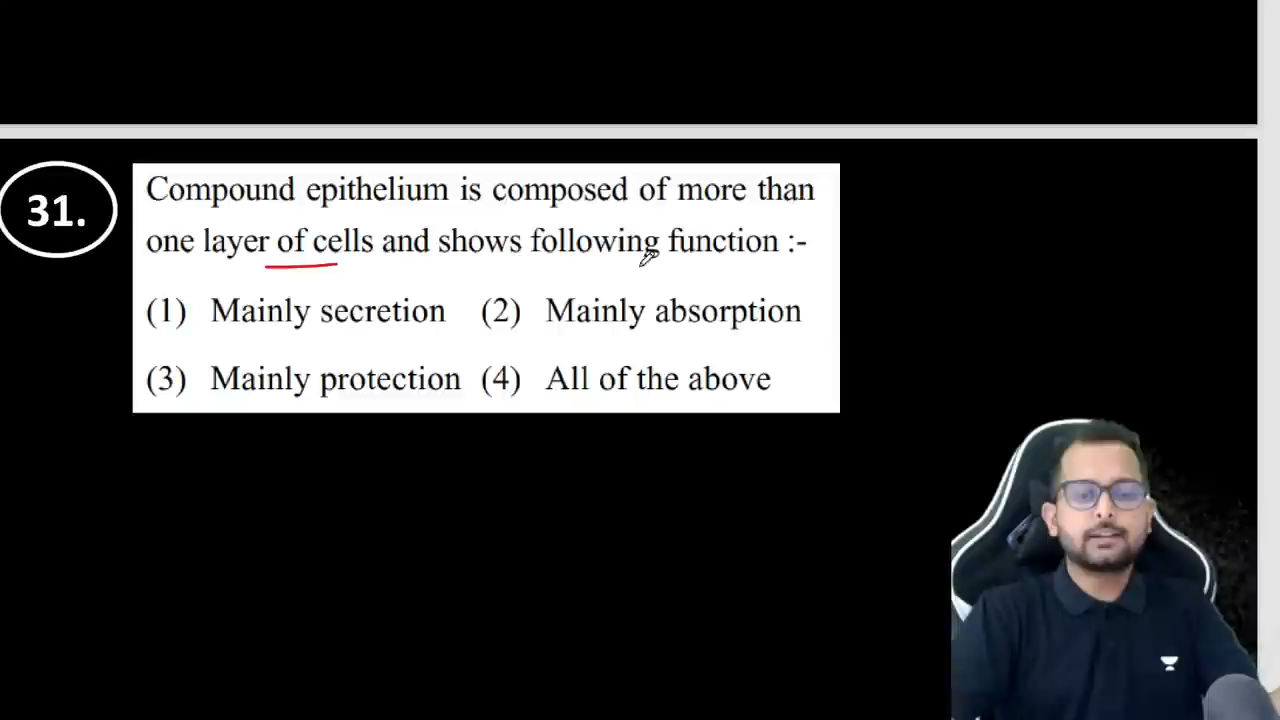 31.
Compound epithelium is composed of more than
one layer of cells and shows following function :-
(1) Mainly secretion (2) Mainly absorption
(3) Mainly protection (4) All of the above